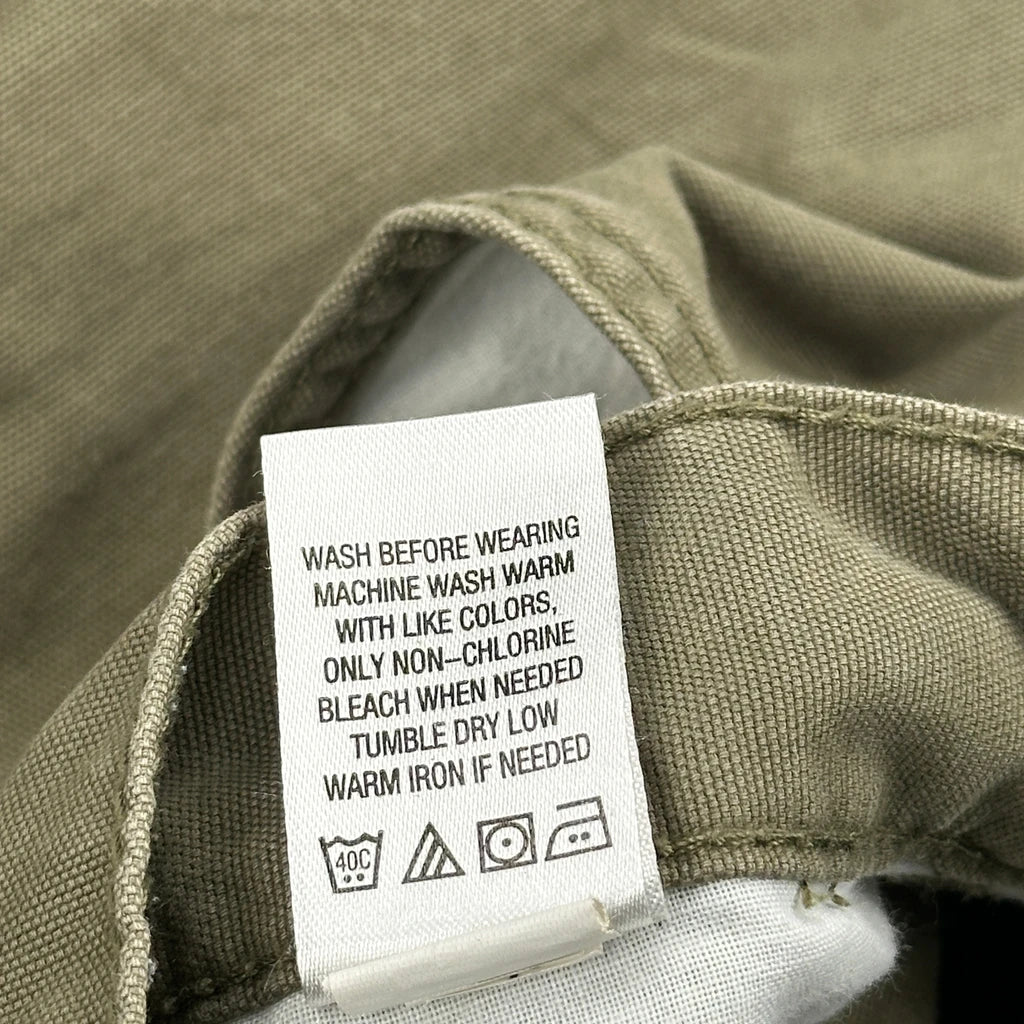 WASH BEFORE WEARING
MACHINE WASH WARM
WITH LIKE COLORS,
ONLY NON–CHLORINE
BLEACH WHEN NEEDED
TUMBLE DRY LOW
WARM IRON IF NEEDED
40C